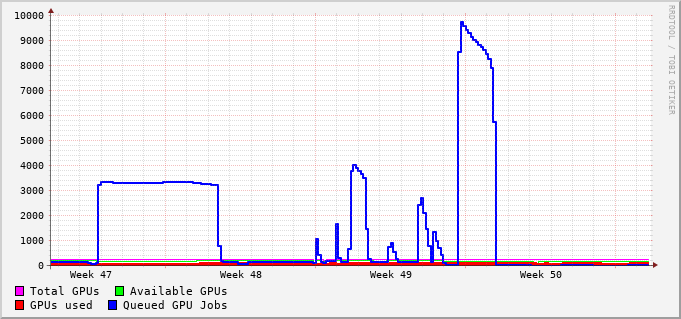 10000
9000
8000
7000
6000
5000
4000
3000
2000
1000
0
Week 47 Week 48 Week 49 Week 50
Total GPUs Available GPUs
GPUs used Queued GPU Jobs
RRDTOOL / TOBI OETIKER